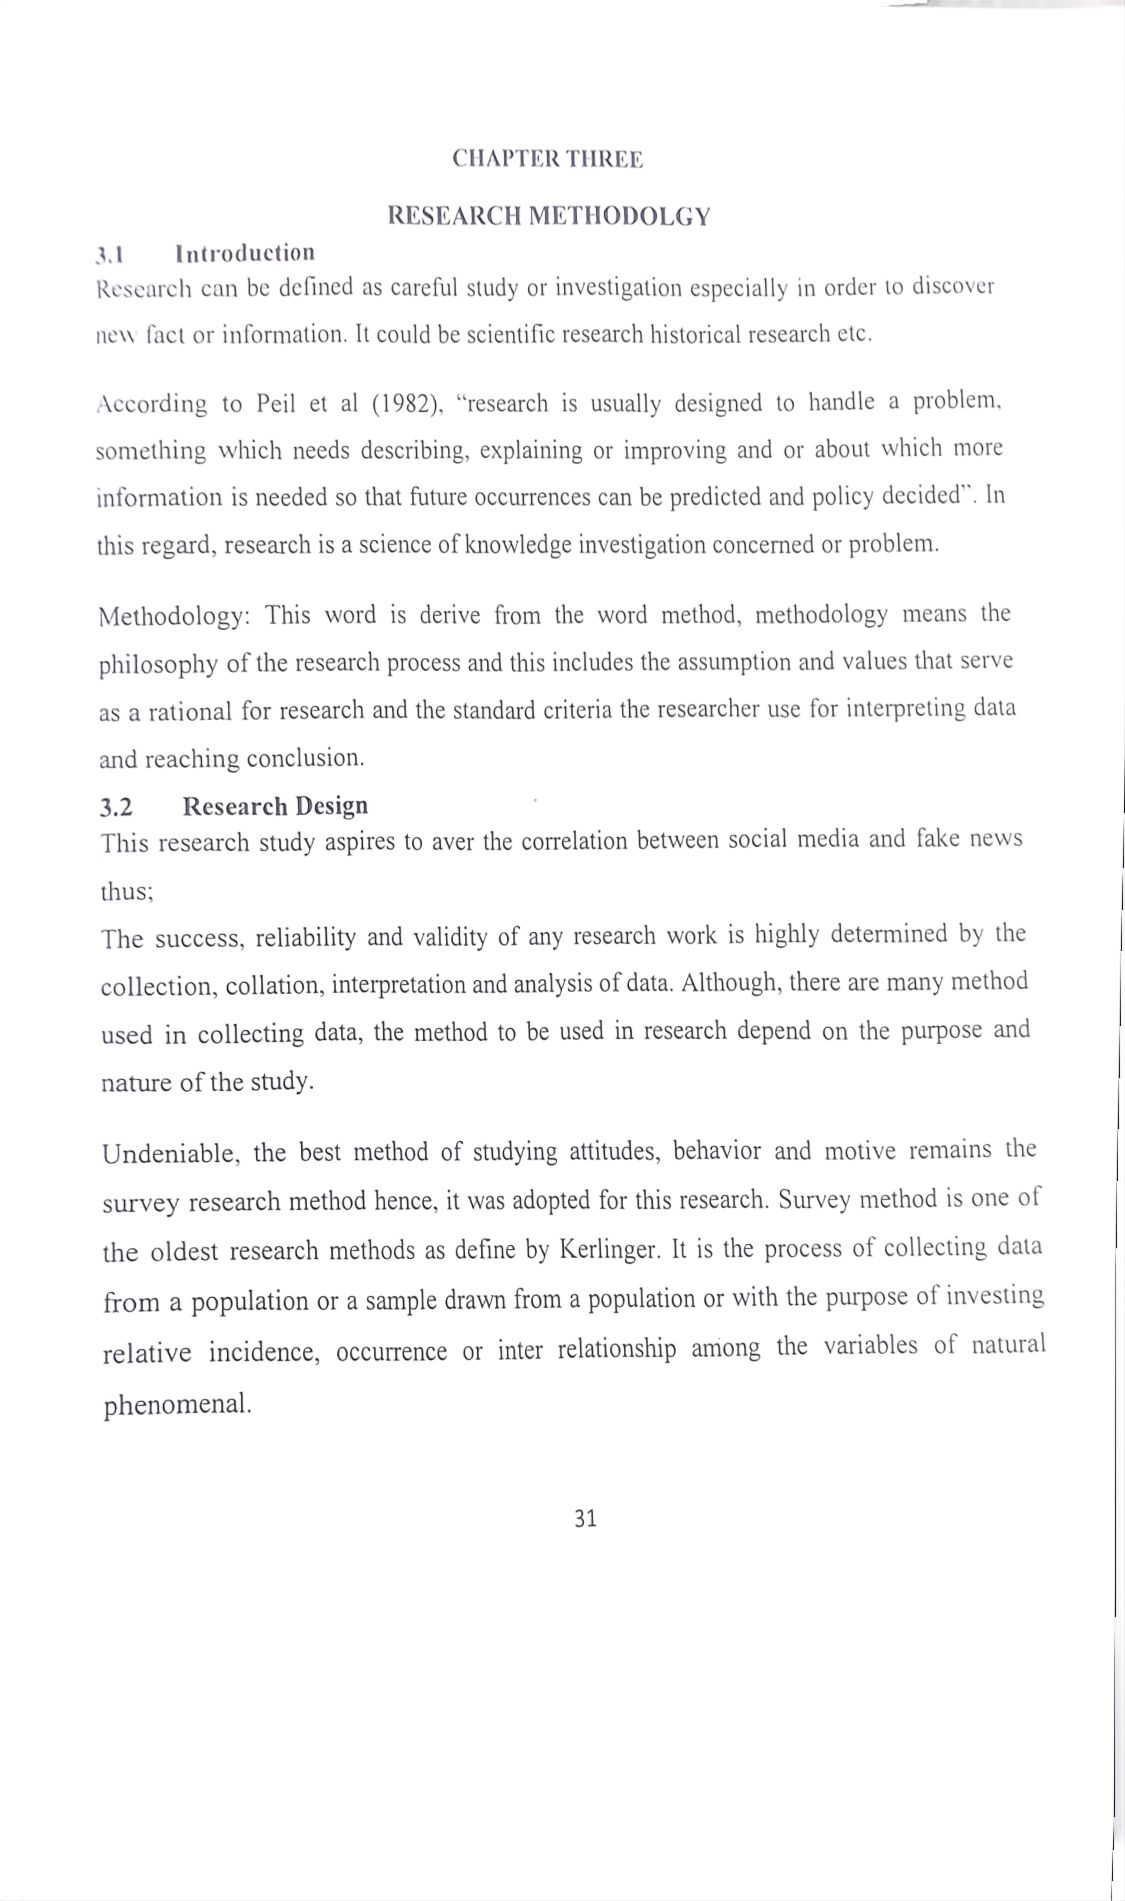 CHAPTER THREE
RESEARCH METHODOLGY
3.1 Introduction
Research can be defined as careful study or investigation especially in order to discover
new fact or information. It could be scientific research historical research etc.
According to Peil et al (1982), “research is usually designed to handle a problem,
something which needs describing, explaining or improving and or about which more
information is needed so that future occurrences can be predicted and policy decided”. In
this regard, research is a science of knowledge investigation concerned or problem.
Methodology: This word is derive from the word method, methodology means the
philosophy of the research process and this includes the assumption and values that serve
as a rational for research and the standard criteria the researcher use for interpreting data
and reaching conclusion.
3.2 Research Design
This research study aspires to aver the correlation between social media and fake news
thus;
The success, reliability and validity of any research work is highly determined by the
collection, collation, interpretation and analysis of data. Although, there are many method
used in collecting data, the method to be used in research depend on the purpose and
nature of the study.
Undeniable, the best method of studying attitudes, behavior and motive remains the
survey research method hence, it was adopted for this research. Survey method is one of
the oldest research methods as define by Kerlinger. It is the process of collecting data
from a population or a sample drawn from a population or with the purpose of investing
relative incidence, occurrence or inter relationship among the variables of natural
phenomenal.
31